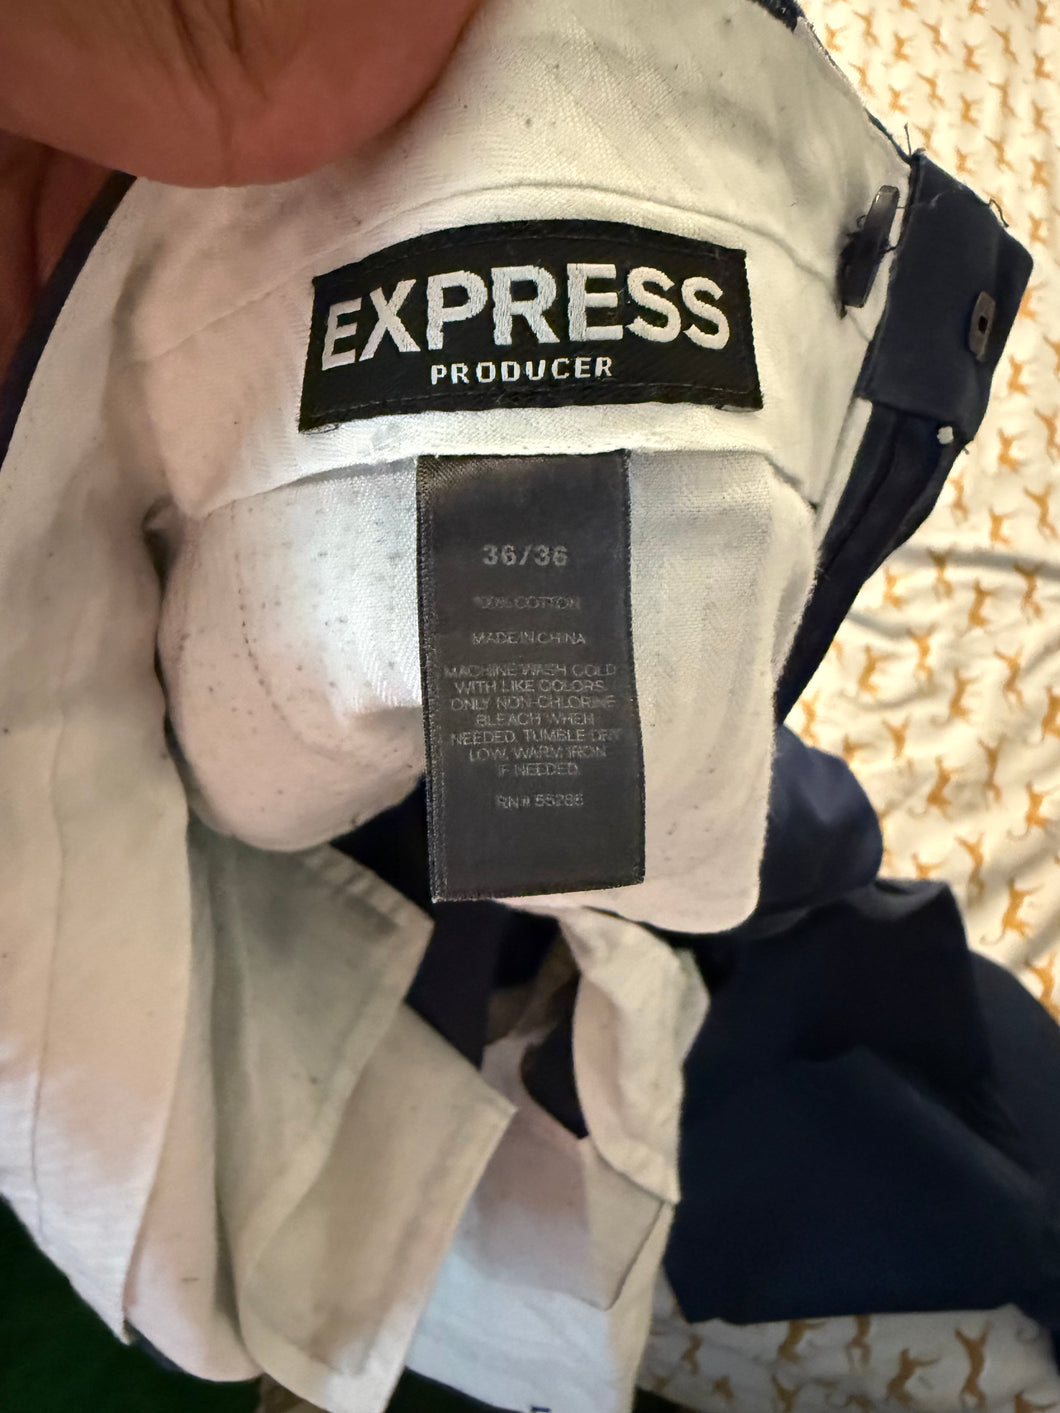 EXPRESS
PRODUCER
36/36
100% COTTON
MADE IN CHINA
MACHINE WASH COLD
WITH LIKE COLORS.
ONLY NON-CHLORINE
BLEACH WHEN
NEEDED. TUMBLE DRY
LOW, WARM IRON
IF NEEDED.
RN# 55285